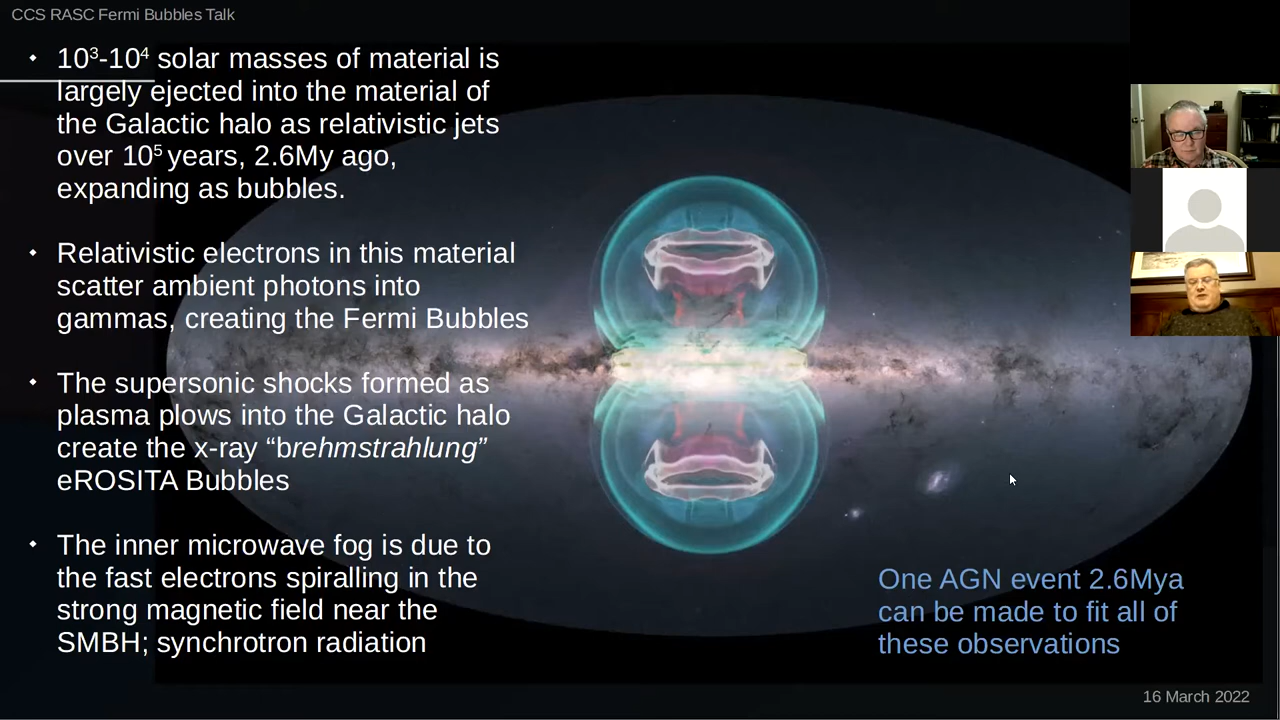 CCS RASC Fermi Bubbles Talk
• 10³-10⁴ solar masses of material is
largely ejected into the material of
the Galactic halo as relativistic jets
over 10⁵ years, 2.6My ago,
expanding as bubbles.
• Relativistic electrons in this material
scatter ambient photons into
gammas, creating the Fermi Bubbles
• The supersonic shocks formed as
plasma plows into the Galactic halo
create the x-ray “brehmstrahlung”
eROSITA Bubbles
• The inner microwave fog is due to
the fast electrons spiralling in the
strong magnetic field near the
SMBH; synchrotron radiation
One AGN event 2.6Mya
can be made to fit all of
these observations
16 March 2022